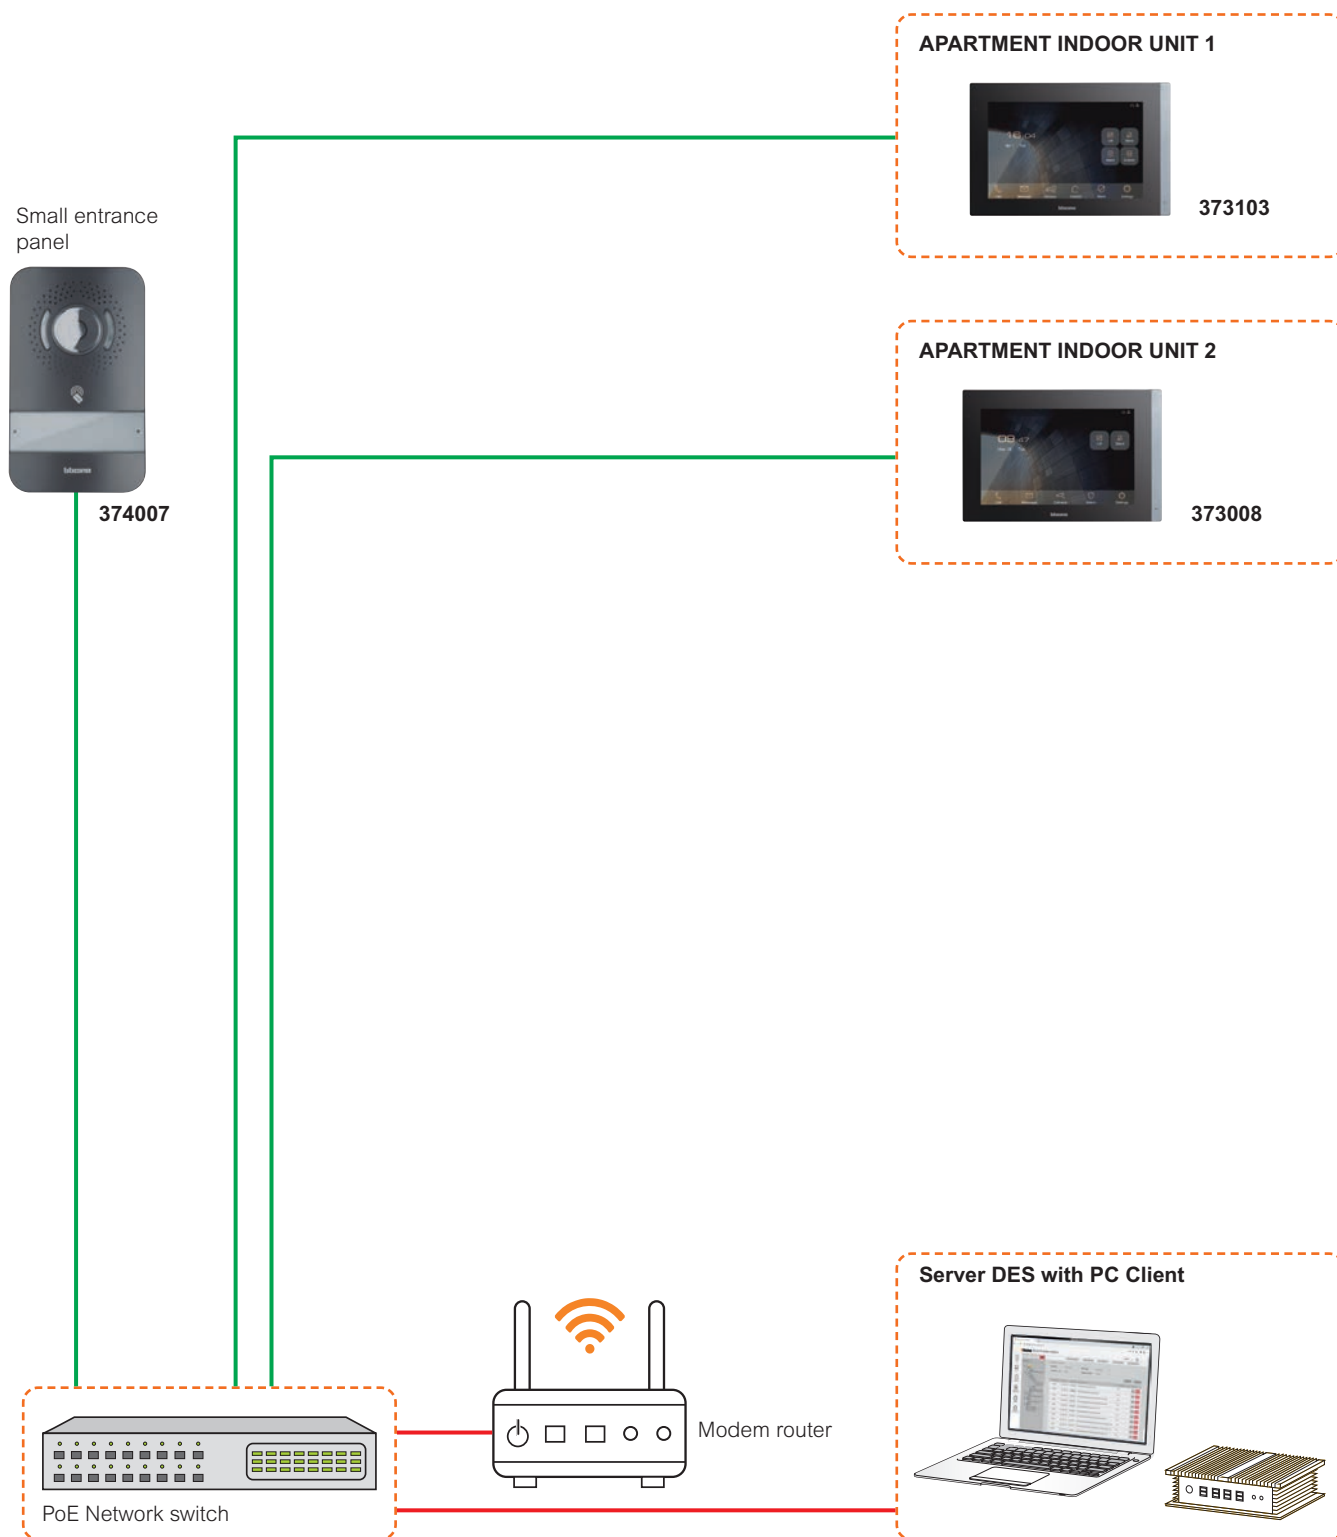 APARTMENT INDOOR UNIT 1
373103
Small entrance
panel
374007
APARTMENT INDOOR UNIT 2
373008
Server DES with PC Client
Modem router
PoE Network switch